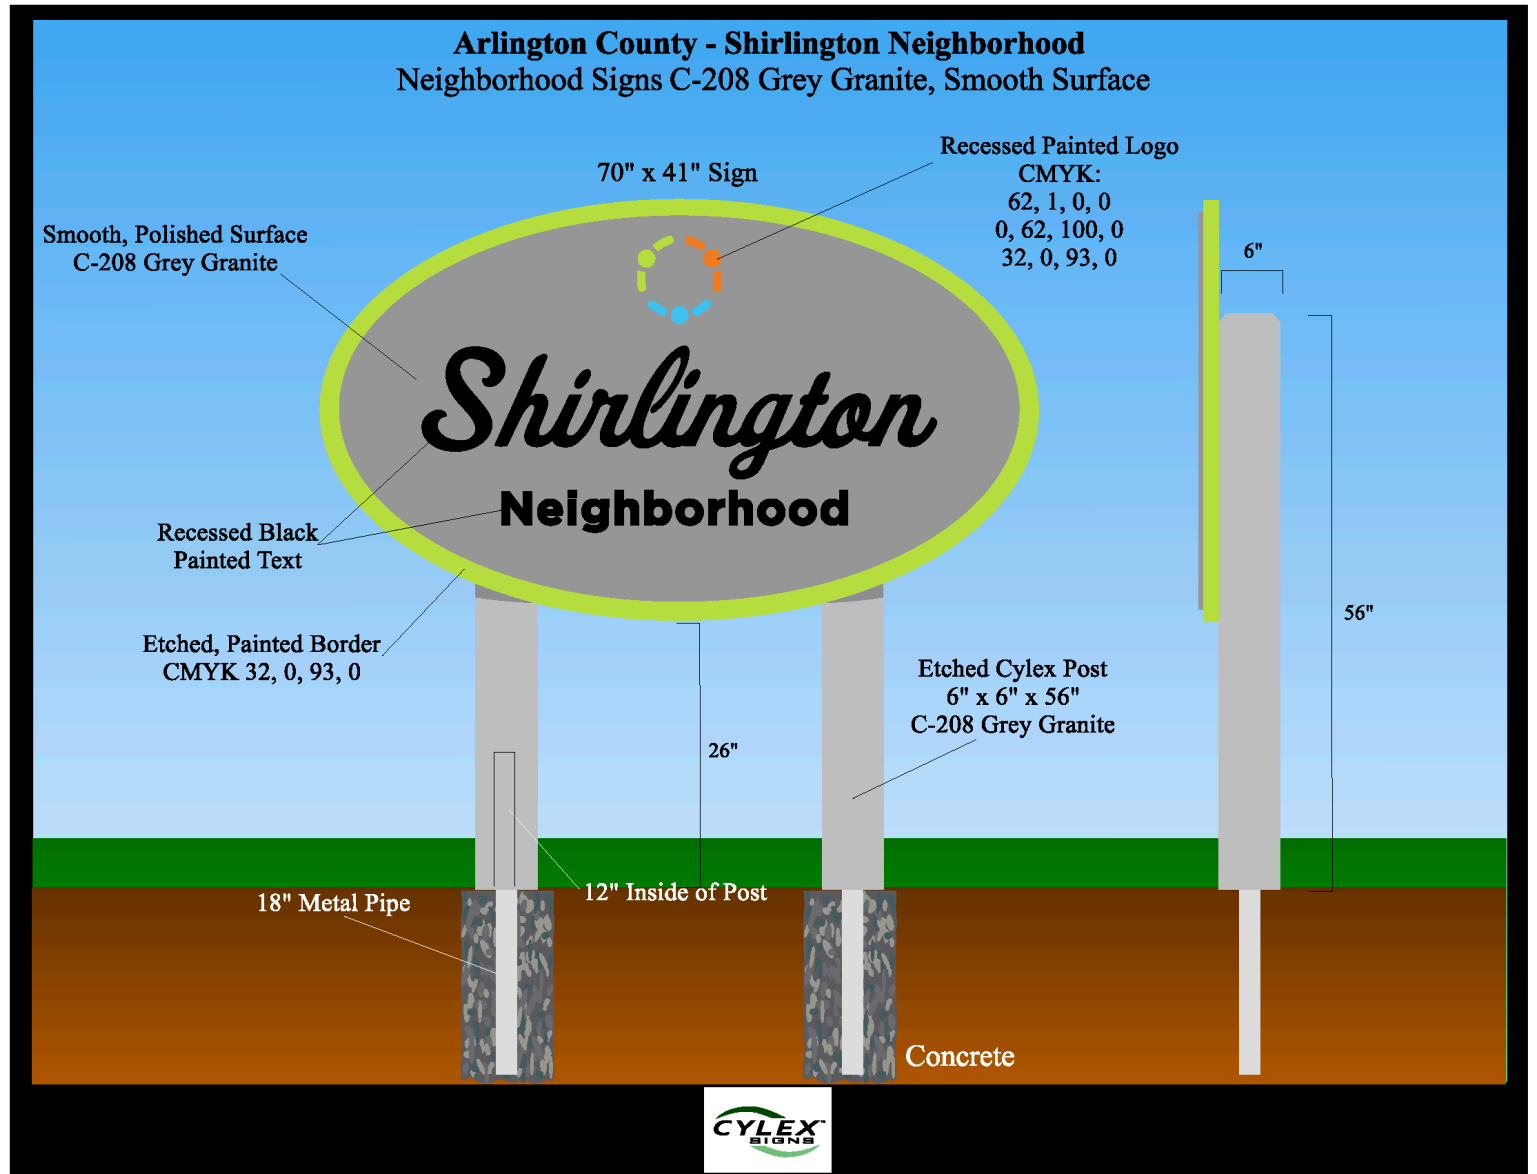 Arlington County - Shirlington Neighborhood
Neighborhood Signs C-208 Grey Granite, Smooth Surface
70" x 41" Sign
Recessed Painted Logo
CMYK:
62, 1, 0, 0
0, 62, 100, 0
32, 0, 93, 0
Smooth, Polished Surface
C-208 Grey Granite
6"
Shirlington
Neighborhood
Recessed Black
Painted Text
56"
Etched, Painted Border
CMYK 32, 0, 93, 0
Etched Cylex Post
6" x 6" x 56"
C-208 Grey Granite
26"
12" Inside of Post
18" Metal Pipe
Concrete
CYLEX™
SIGNS